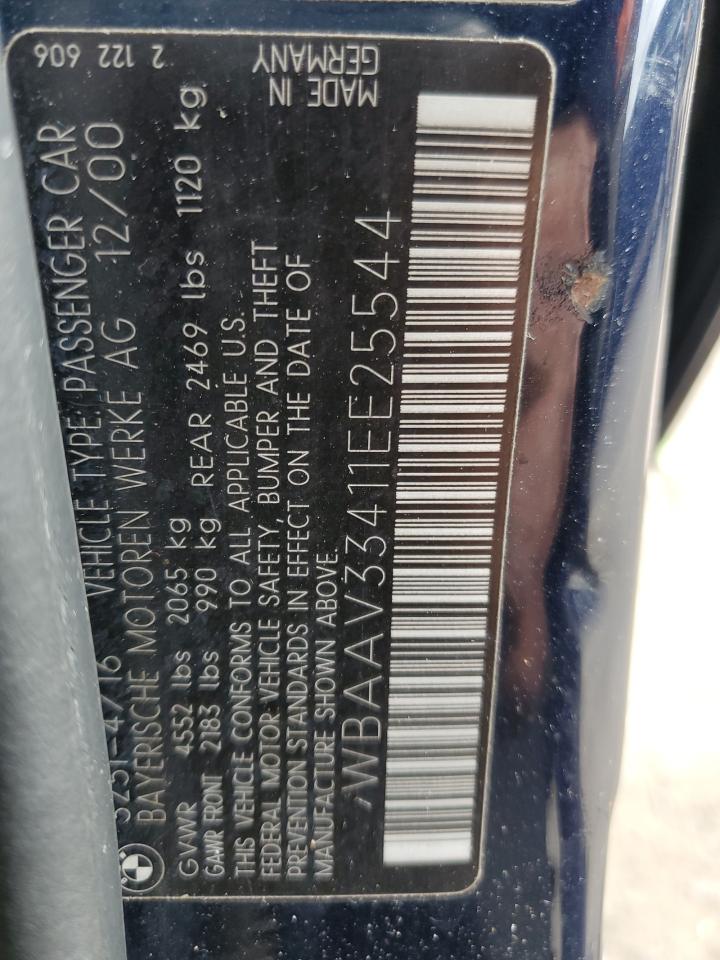 VEHICLE TYPE: PASSENGER CAR
BAYERISCHE MOTOREN WERKE AG 12/00
GVWR 4552 lbs 2065 kg
GAWR FRONT 2183 lbs 990 kg REAR 2469 lbs 1120 kg
THIS VEHICLE CONFORMS TO ALL APPLICABLE U.S.
FEDERAL MOTOR VEHICLE SAFETY, BUMPER AND THEFT
PREVENTION STANDARDS IN EFFECT ON THE DATE OF
MANUFACTURE SHOWN ABOVE.
WBAAV33411EE25544
2 122 606
MADE IN
GERMANY